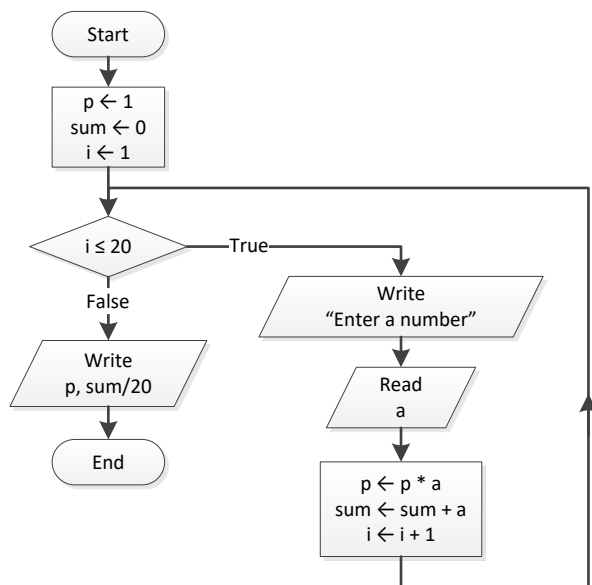 Start
p ← 1
sum ← 0
i ← 1
i ≤ 20
True
False
Write
“Enter a number”
Read
a
p ← p * a
sum ← sum + a
i ← i + 1
Write
p, sum/20
End